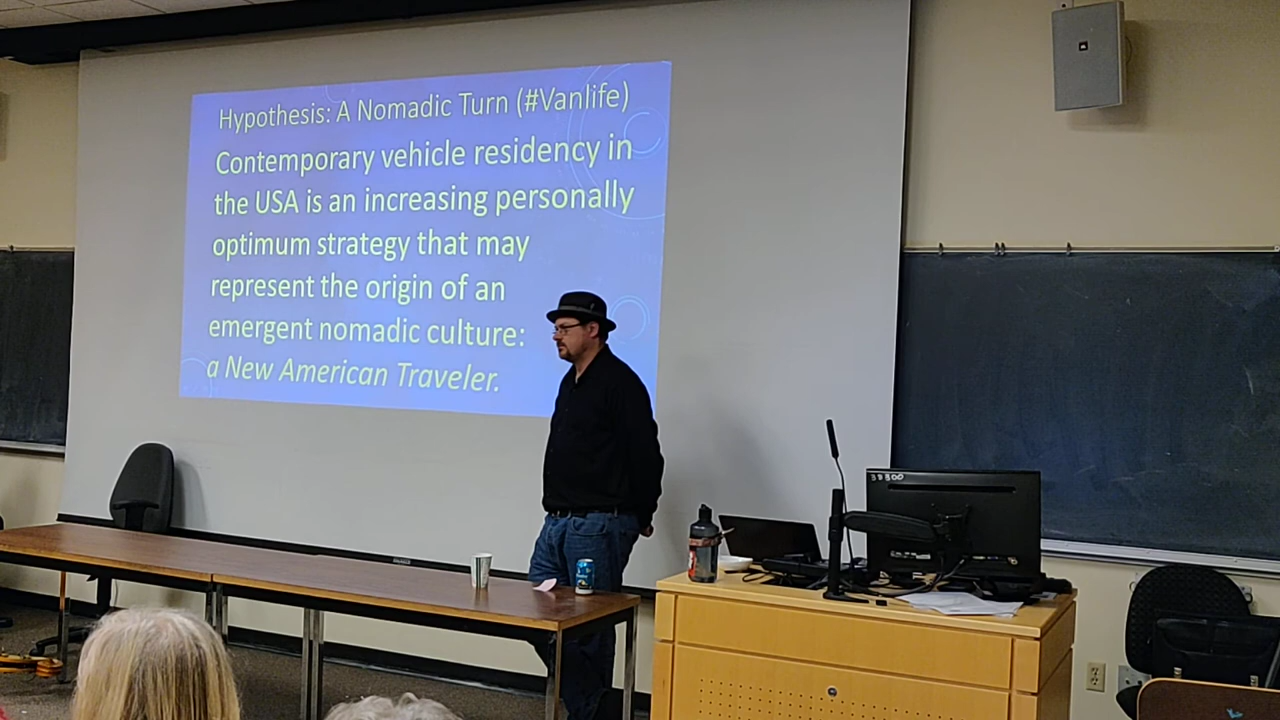 Hypothesis: A Nomadic Turn (#Vanlife)
Contemporary vehicle residency in
the USA is an increasing personally
optimum strategy that may
represent the origin of an
emergent nomadic culture:
a New American Traveler.